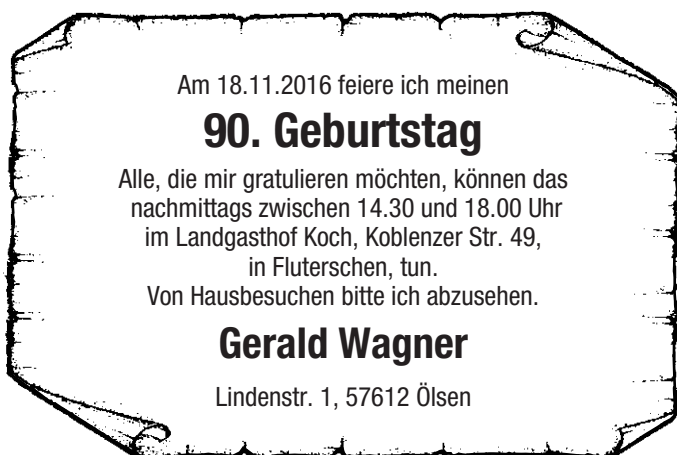 Am 18.11.2016 feiere ich meinen
90. Geburtstag
Alle, die mir gratulieren möchten, können das
nachmittags zwischen 14.30 und 18.00 Uhr
im Landgasthof Koch, Koblenzer Str. 49,
in Fluterschen, tun.
Von Hausbesuchen bitte ich abzusehen.
Gerald Wagner
Lindenstr. 1, 57612 Ölsen